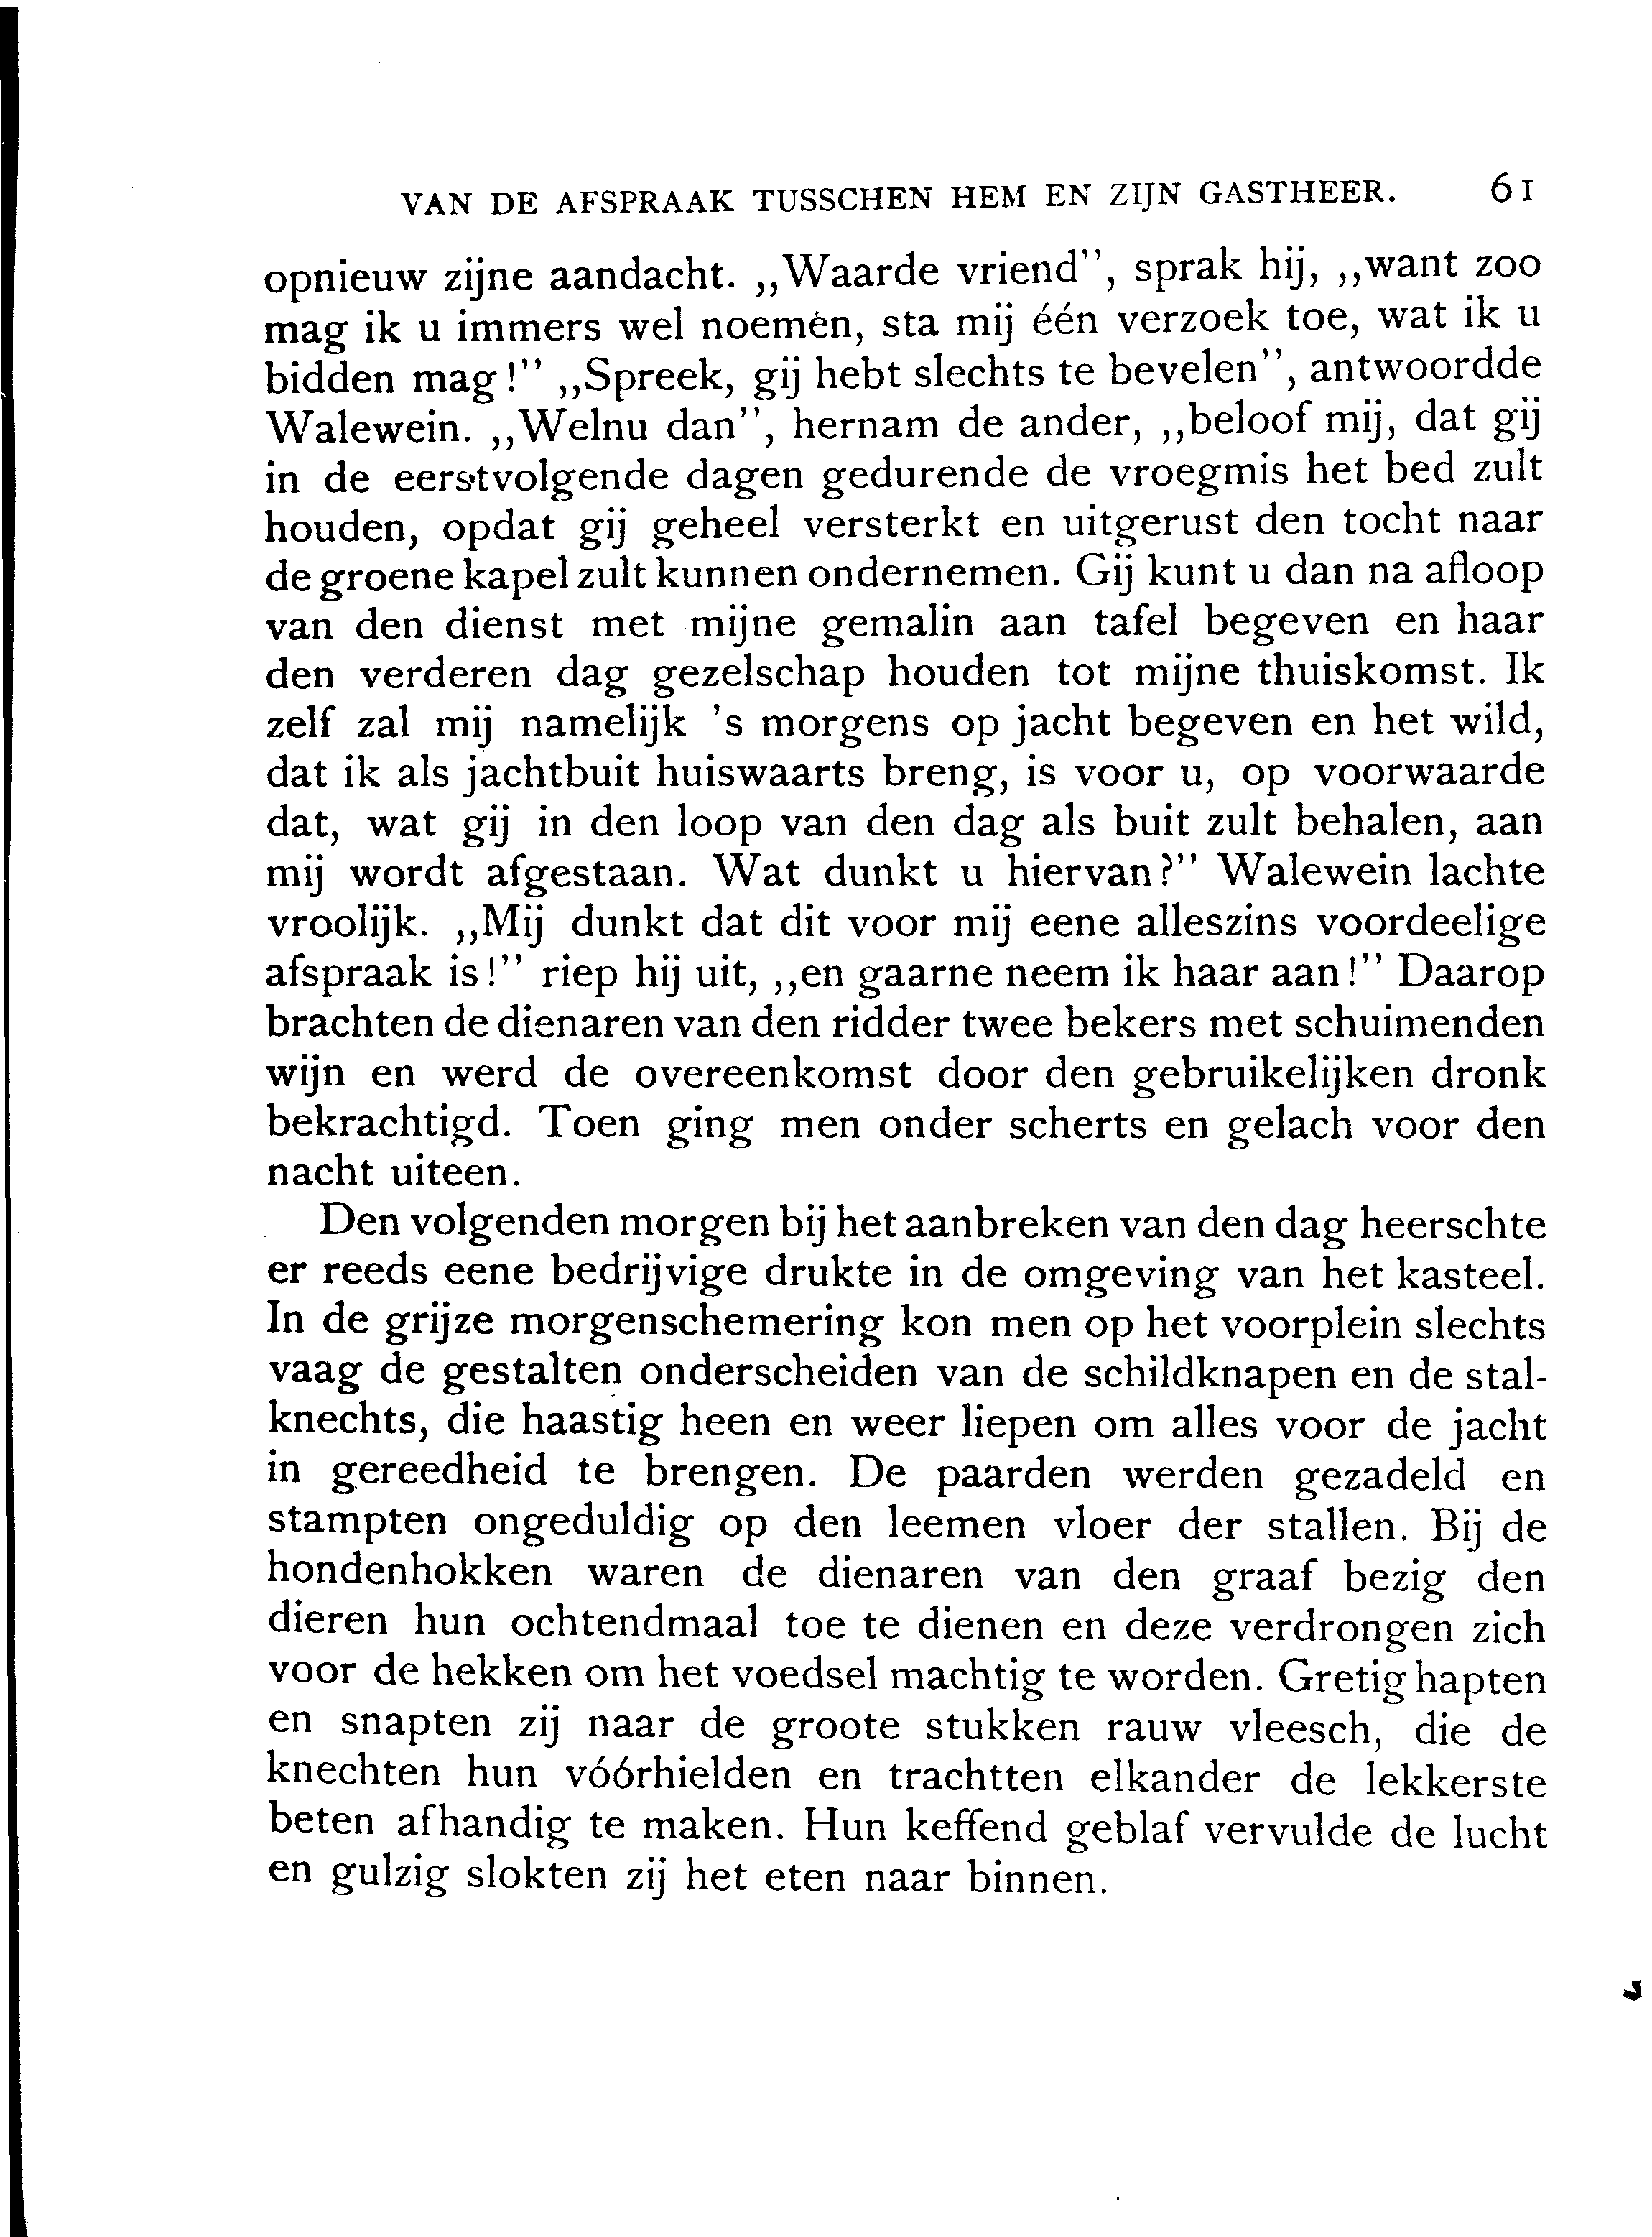 VAN DE AFSPRAAK TUSSCHEN HEM EN ZIJN GASTHEER. 61
opnieuw zijne aandacht. ,,Waarde vriend’’, sprak hij, ,,want zoo
mag ik u immers wel noemen, sta mij één verzoek toe, wat ik u
bidden mag!’’ ,,Spreek, gij hebt slechts te bevelen’’, antwoordde
Walewein. ,,Welnu dan’’, hernam de ander, ,,beloof mij, dat gij
in de eerstvolgende dagen gedurende de vroegmis het bed zult
houden, opdat gij geheel versterkt en uitgerust den tocht naar
de groene kapel zult kunnen ondernemen. Gij kunt u dan na afloop
van den dienst met mijne gemalin aan tafel begeven en haar
den verderen dag gezelschap houden tot mijne thuiskomst. Ik
zelf zal mij namelijk 's morgens op jacht begeven en het wild,
dat ik als jachtbuit huiswaarts breng, is voor u, op voorwaarde
dat, wat gij in den loop van den dag als buit zult behalen, aan
mij wordt afgestaan. Wat dunkt u hiervan?’’ Walewein lachte
vroolijk. ,,Mij dunkt dat dit voor mij eene alleszins voordeelige
afspraak is!’’ riep hij uit, ,,en gaarne neem ik haar aan!’’ Daarop
brachten de dienaren van den ridder twee bekers met schuimenden
wijn en werd de overeenkomst door den gebruikelijken dronk
bekrachtigd. Toen ging men onder scherts en gelach voor den
nacht uiteen.
Den volgenden morgen bij het aanbreken van den dag heerschte
er reeds eene bedrijvige drukte in de omgeving van het kasteel.
In de grijze morgenschemering kon men op het voorplein slechts
vaag de gestalten onderscheiden van de schildknapen en de stal-
knechts, die haastig heen en weer liepen om alles voor de jacht
in gereedheid te brengen. De paarden werden gezadeld en
stampten ongeduldig op den leemen vloer der stallen. Bij de
hondenhokken waren de dienaren van den graaf bezig den
dieren hun ochtendmaal toe te dienen en deze verdrongen zich
voor de hekken om het voedsel machtig te worden. Gretig hapten
en snapten zij naar de groote stukken rauw vleesch, die de
knechten hun vóórhielden en trachtten elkander de lekkerste
beten afhandig te maken. Hun keffend geblaf vervulde de lucht
en gulzig slokten zij het eten naar binnen.